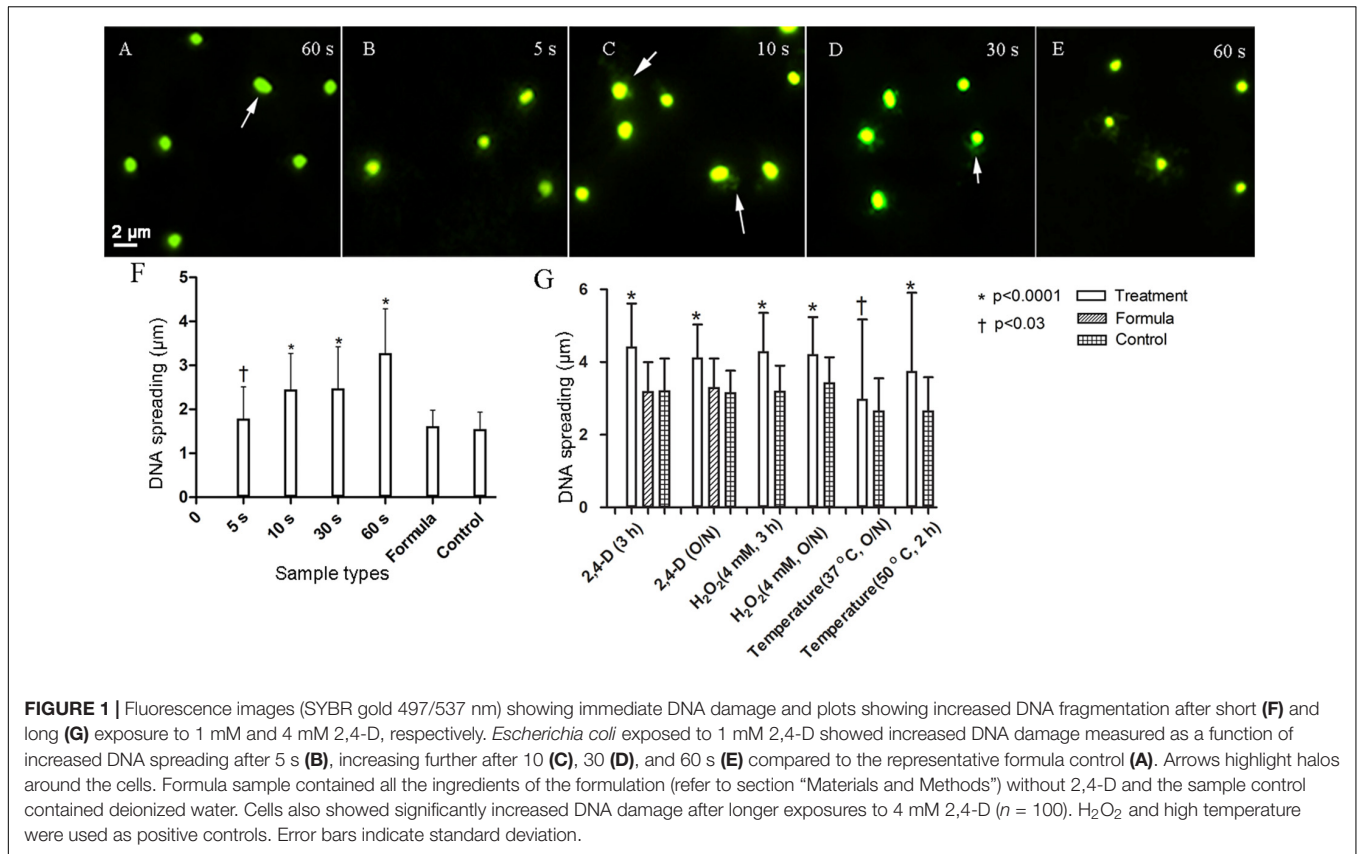 A 60 s
B 5 s
C 10 s
D 30 s
E 60 s
2 µm
F
DNA spreading (µm)
5
4
3
2
1
0
†
*
*
*
0
5 s
10 s
30 s
60 s
Formula
Control
Sample types
G
DNA spreading (µm)
6
4
2
0
*
*
*
*
†
*
2,4-D (3 h)
2,4-D (O/N)
H₂O₂(4 mM, 3 h)
H₂O₂(4 mM, O/N)
Temperature(37 °C, O/N)
Temperature(50 °C, 2 h)
* p<0.0001
† p<0.03
Treatment
Formula
Control
FIGURE 1 | Fluorescence images (SYBR gold 497/537 nm) showing immediate DNA damage and plots showing increased DNA fragmentation after short (F) and
long (G) exposure to 1 mM and 4 mM 2,4-D, respectively. Escherichia coli exposed to 1 mM 2,4-D showed increased DNA damage measured as a function of
increased DNA spreading after 5 s (B), increasing further after 10 (C), 30 (D), and 60 s (E) compared to the representative formula control (A). Arrows highlight halos
around the cells. Formula sample contained all the ingredients of the formulation (refer to section “Materials and Methods”) without 2,4-D and the sample control
contained deionized water. Cells also showed significantly increased DNA damage after longer exposures to 4 mM 2,4-D (n = 100). H₂O₂ and high temperature
were used as positive controls. Error bars indicate standard deviation.